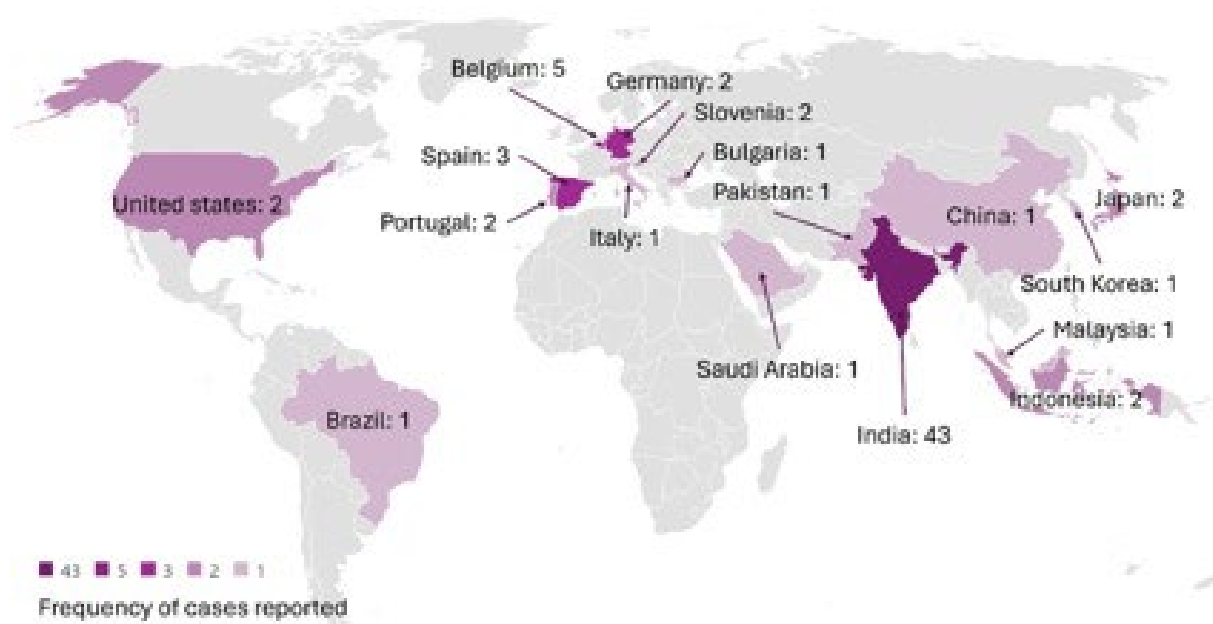 Belgium: 5
Germany: 2
Slovenia: 2
Spain: 3
Bulgaria: 1
Pakistan: 1
United states: 2
Portugal: 2
Italy: 1
China: 1
Japan: 2
South Korea: 1
Malaysia: 1
Saudi Arabia: 1
Indonesia: 2
Brazil: 1
India: 43
43 5 3 2 1
Frequency of cases reported